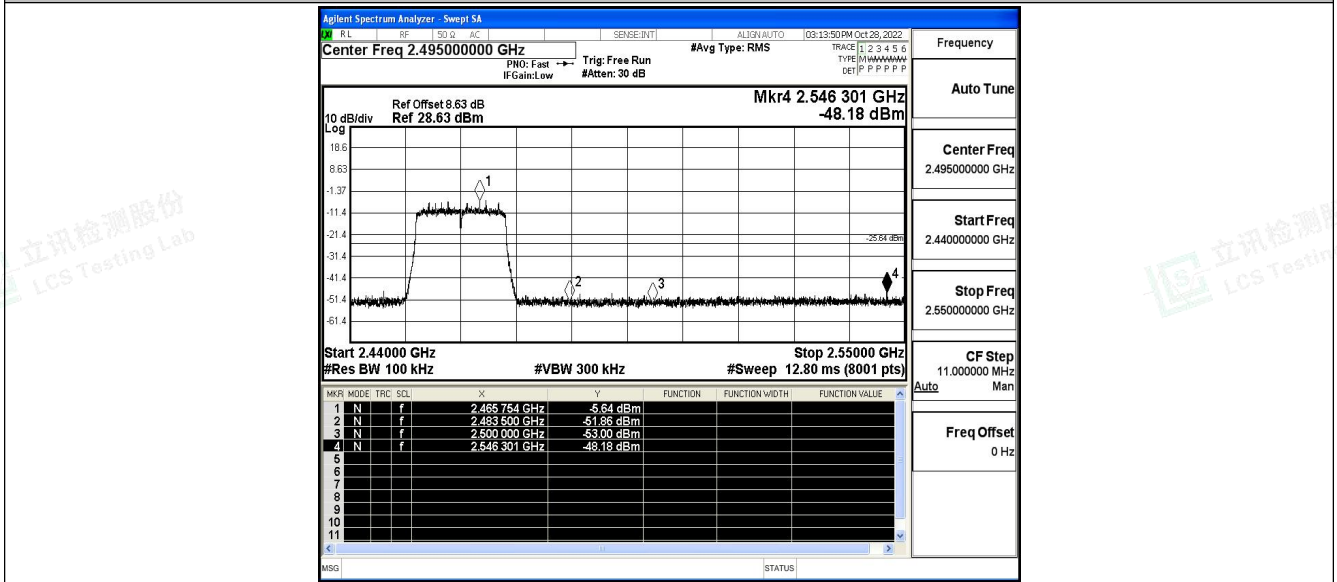 Agilent Spectrum Analyzer - Swept SA
LXI RL RF 50 Ω AC SENSE:INT ALIGN AUTO 03:13:50 PM Oct 28, 2022
Center Freq 2.495000000 GHz
PNO: Fast
IFGain:Low
Trig: Free Run
#Atten: 30 dB
#Avg Type: RMS
TRACE 1 2 3 4 5 6
TYPE MWWWWW
DET P P P P P P
Mkr4 2.546 301 GHz
-48.18 dBm
Ref Offset 8.63 dB
10 dB/div Ref 28.63 dBm
Log
18.6
8.63
-1.37
-11.4
-21.4
-31.4
-41.4
-51.4
-61.4
1
2
3
4
-25.64 dBm
Start 2.44000 GHz Stop 2.55000 GHz
#Res BW 100 kHz #VBW 300 kHz #Sweep 12.80 ms (8001 pts)
MKR MODE TRC SCL X Y FUNCTION FUNCTION WIDTH FUNCTION VALUE
1 N f 2.465 754 GHz -5.64 dBm
2 N f 2.483 500 GHz -51.86 dBm
3 N f 2.500 000 GHz -53.00 dBm
4 N f 2.546 301 GHz -48.18 dBm
5
6
7
8
9
10
11
MSG STATUS
Frequency
Auto Tune
Center Freq
2.495000000 GHz
Start Freq
2.440000000 GHz
Stop Freq
2.550000000 GHz
CF Step
11.000000 MHz
Auto Man
Freq Offset
0 Hz
立讯检测股份
LCS Testing Lab
立讯检测股
LCS Testin